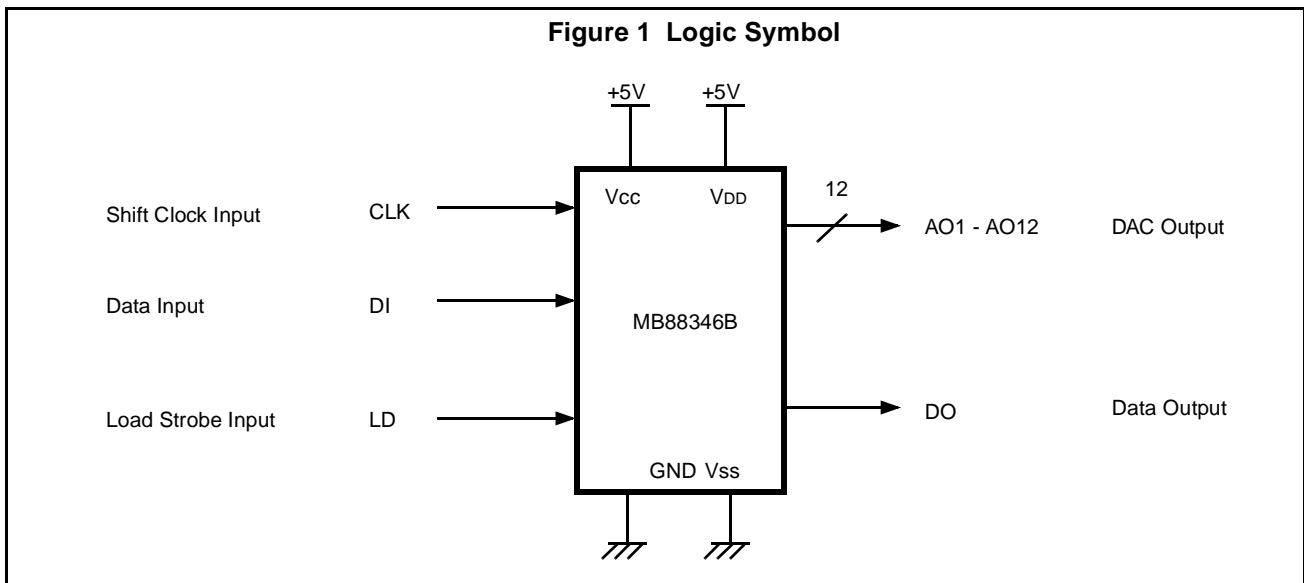 Figure 1 Logic Symbol
+5V +5V
Vcc VDD
12
Shift Clock Input CLK
AO1 - AO12 DAC Output
Data Input DI
MB88346B
Load Strobe Input LD
DO Data Output
GND Vss